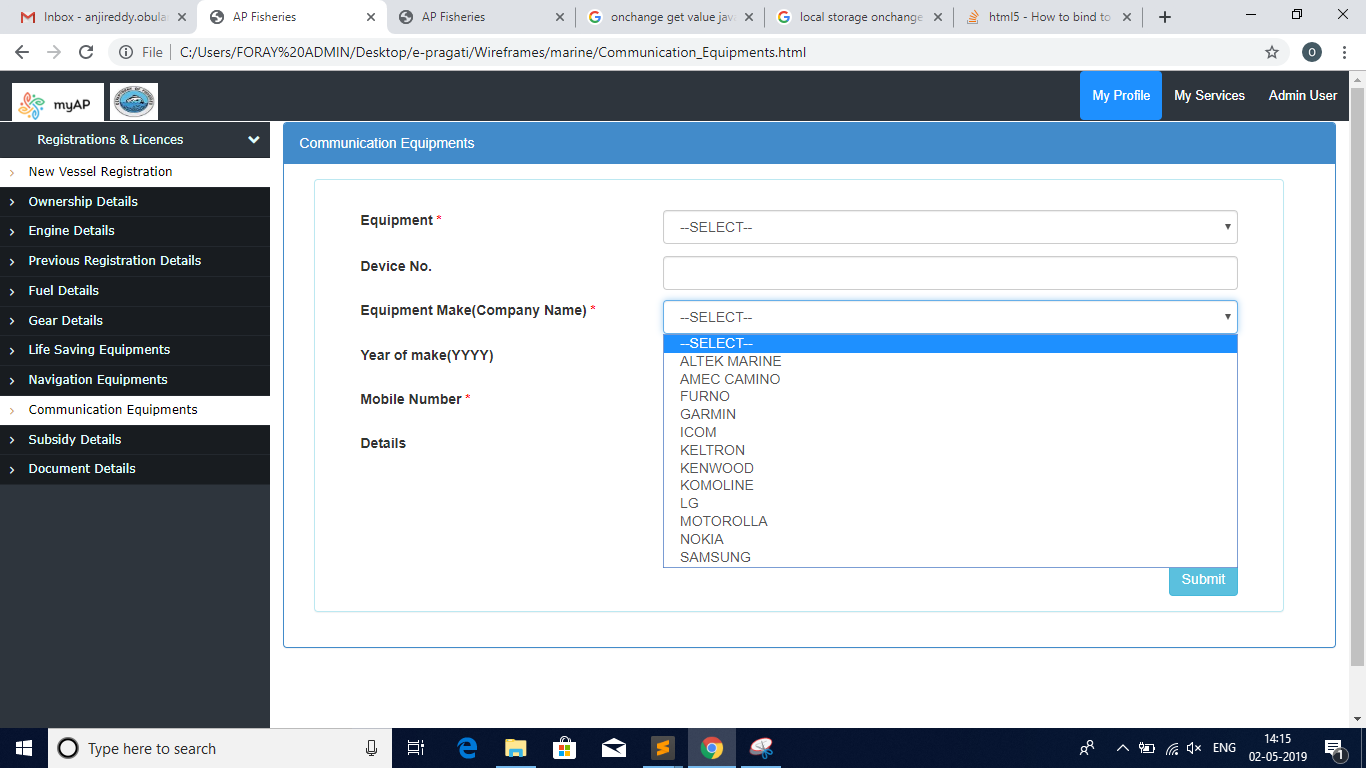 Inbox - anjireddy.obula
AP Fisheries
AP Fisheries
onchange get value jav
local storage onchange
html5 - How to bind to
File
C:/Users/FORAY%20ADMIN/Desktop/e-pragati/Wireframes/marine/Communication_Equipments.html
O
myAP
My Profile
My Services
Admin User
Registrations & Licences
New Vessel Registration
Ownership Details
Engine Details
Previous Registration Details
Fuel Details
Gear Details
Life Saving Equipments
Navigation Equipments
Communication Equipments
Subsidy Details
Document Details
Communication Equipments
Equipment *
--SELECT--
Device No.
Equipment Make(Company Name) *
--SELECT--
--SELECT--
ALTEK MARINE
AMEC CAMINO
FURNO
GARMIN
ICOM
KELTRON
KENWOOD
KOMOLINE
LG
MOTOROLLA
NOKIA
SAMSUNG
Year of make(YYYY)
Mobile Number *
Details
Submit
Type here to search
ENG
14:15
02-05-2019
1